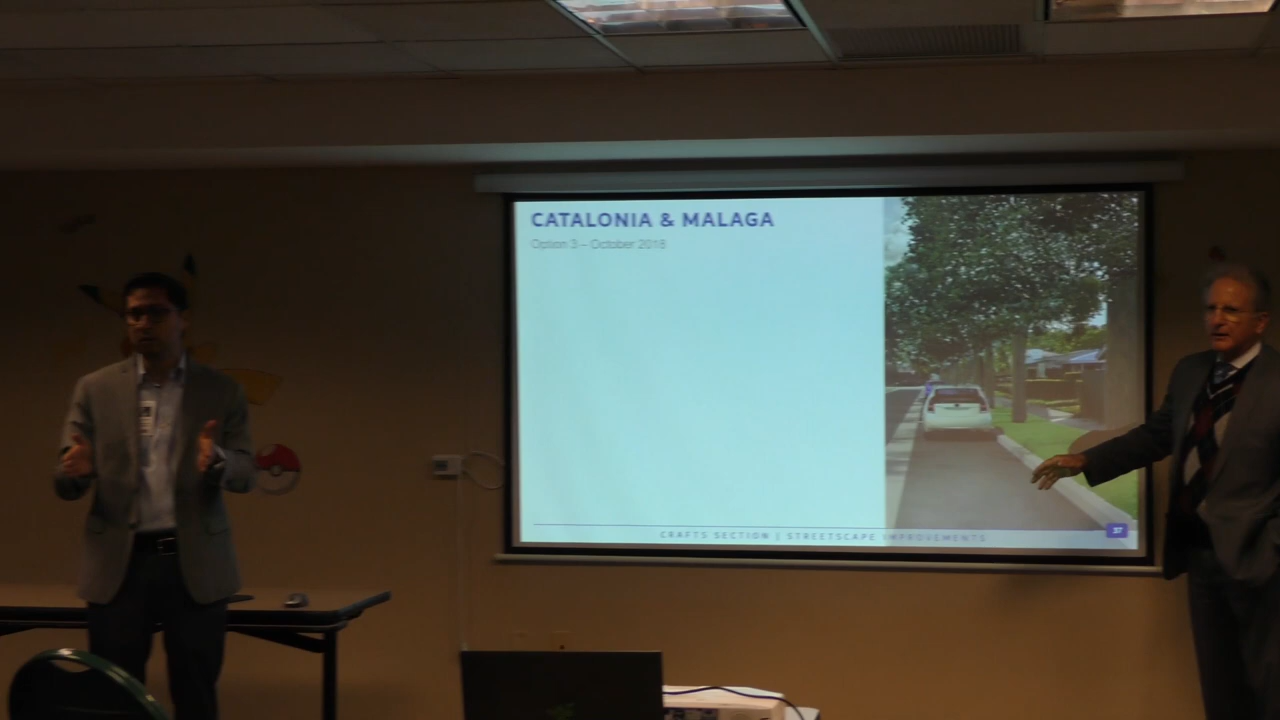 CATALONIA & MALAGA
Option 3 – October 2018
CRAFTS SECTION | STREETSCAPE IMPROVEMENTS
37